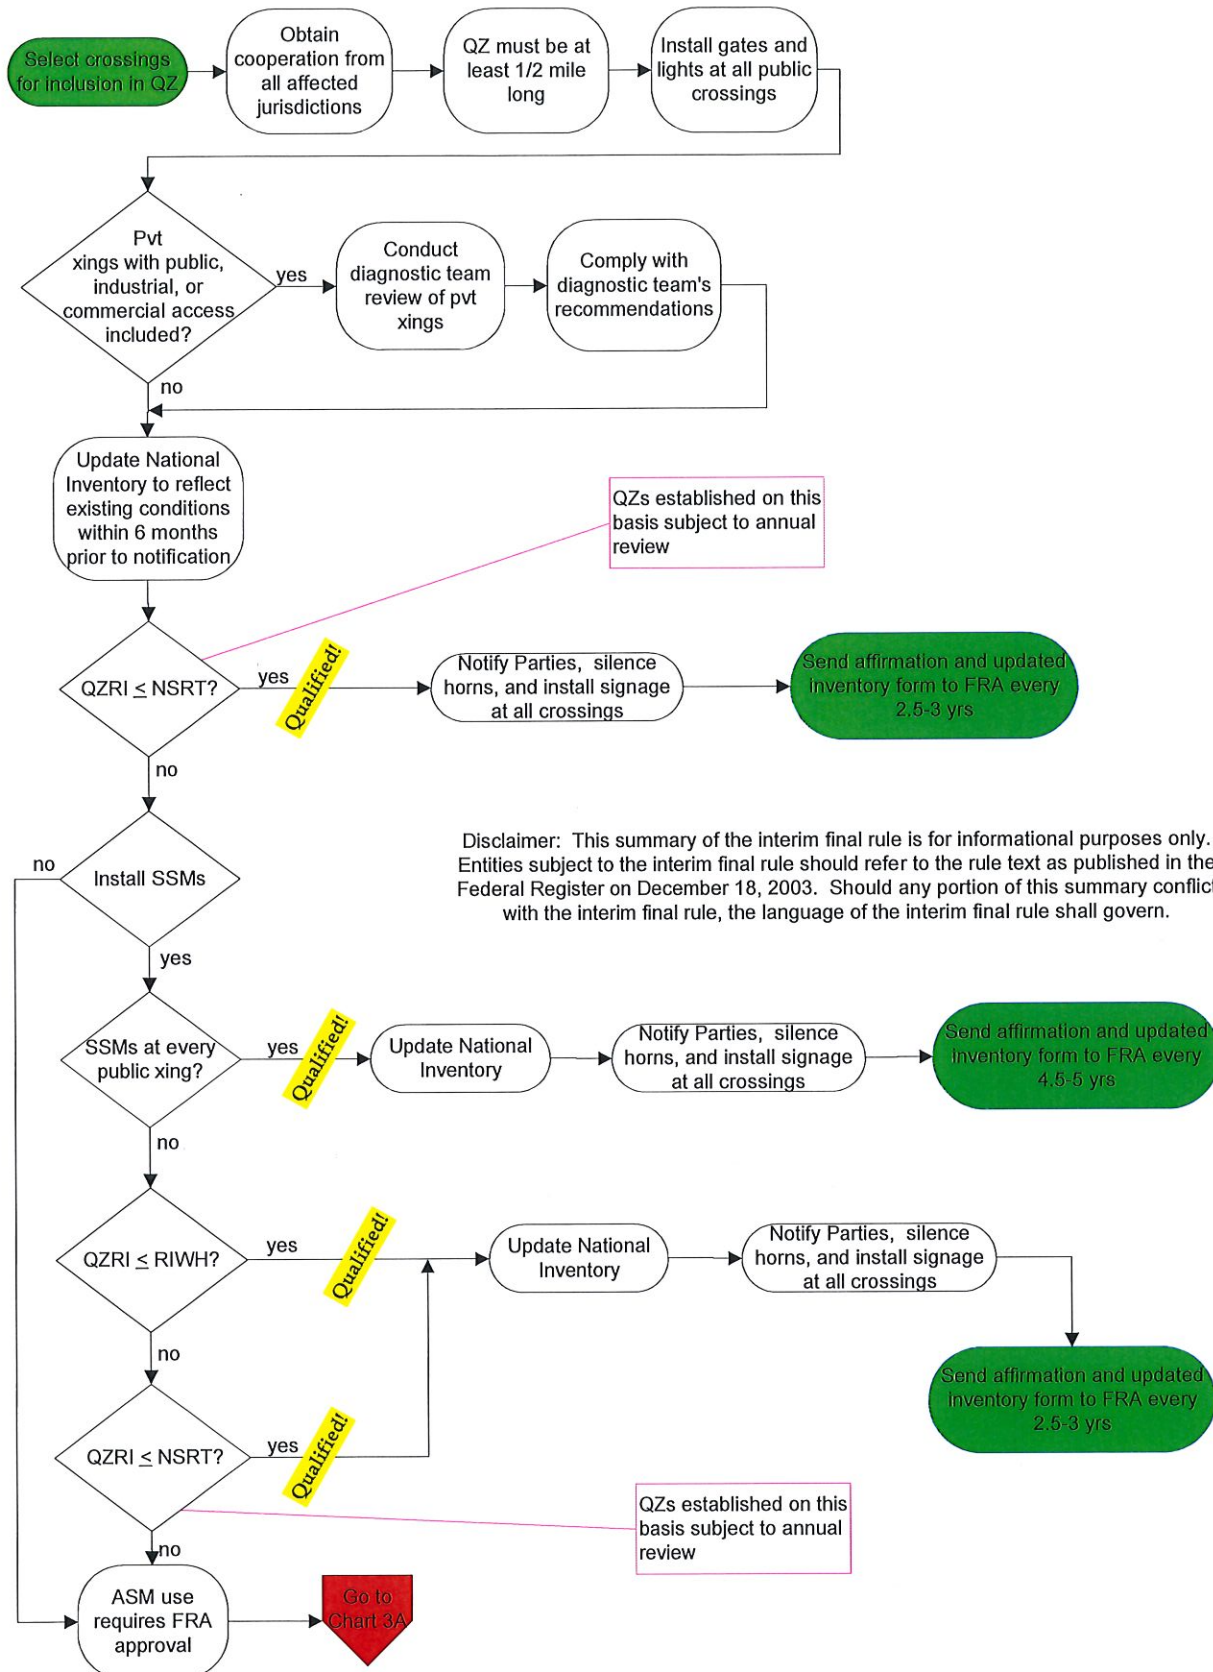 Select crossings
for inclusion in QZ
Obtain
cooperation from
all affected
jurisdictions
QZ must be at
least 1/2 mile
long
Install gates and
lights at all public
crossings
Pvt
xings with public,
industrial, or
commercial access
included?
yes
Conduct
diagnostic team
review of pvt
xings
Comply with
diagnostic team's
recommendations
no
Update National
Inventory to reflect
existing conditions
within 6 months
prior to notification
QZs established on this
basis subject to annual
review
QZRI ≤ NSRT?
yes
Qualified!
Notify Parties, silence
horns, and install signage
at all crossings
Send affirmation and updated
inventory form to FRA every
2.5-3 yrs
no
Disclaimer: This summary of the interim final rule is for informational purposes only.
Entities subject to the interim final rule should refer to the rule text as published in the
Federal Register on December 18, 2003. Should any portion of this summary conflict
with the interim final rule, the language of the interim final rule shall govern.
no
Install SSMs
yes
SSMs at every
public xing?
yes
Qualified!
Update National
Inventory
Notify Parties, silence
horns, and install signage
at all crossings
Send affirmation and updated
inventory form to FRA every
4.5-5 yrs
no
QZRI ≤ RIWH?
yes
Qualified!
Update National
Inventory
Notify Parties, silence
horns, and install signage
at all crossings
no
Send affirmation and updated
inventory form to FRA every
2.5-3 yrs
QZRI ≤ NSRT?
yes
Qualified!
QZs established on this
basis subject to annual
review
no
ASM use
requires FRA
approval
Go to
Chart 3A